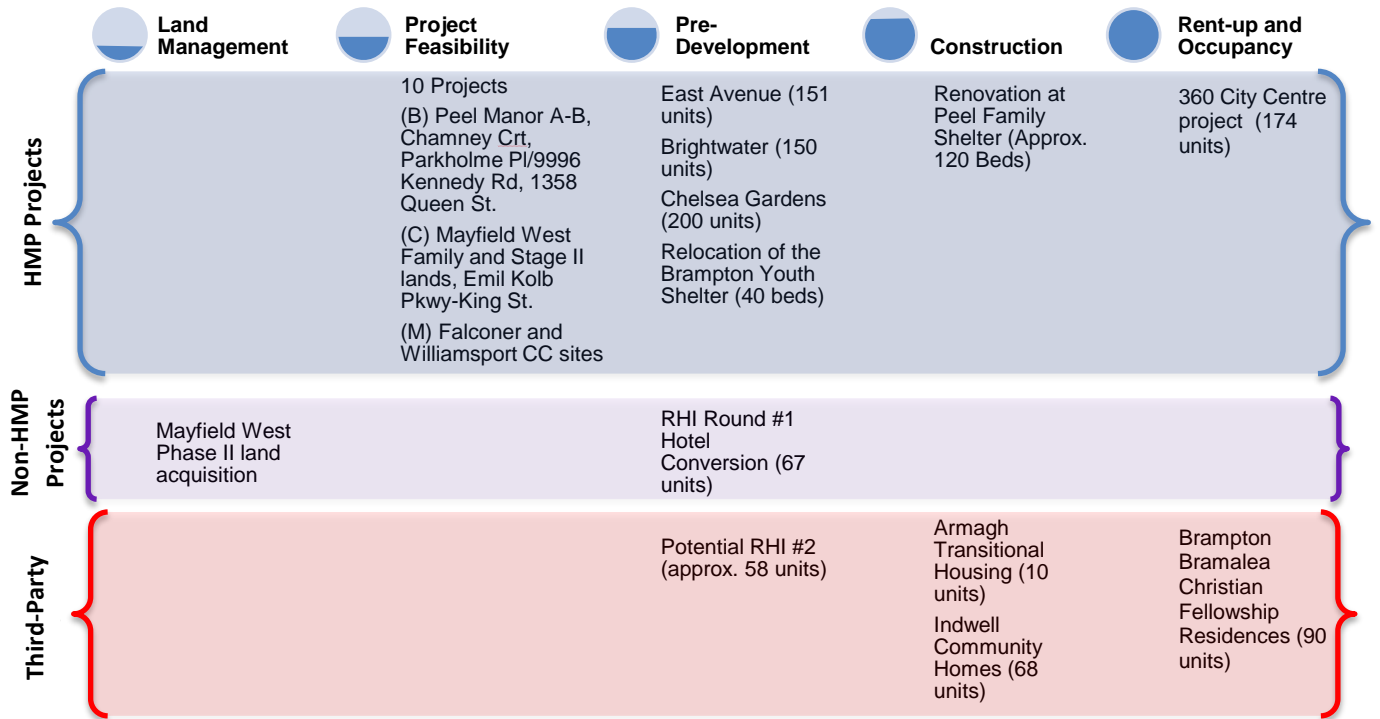 Land
Management
Project
Feasibility
Pre-
Development
Construction
Rent-up and
Occupancy
HMP Projects
10 Projects
(B) Peel Manor A-B,
Chamney Crt,
Parkholme Pl/9996
Kennedy Rd, 1358
Queen St.
(C) Mayfield West
Family and Stage II
lands, Emil Kolb
Pkwy-King St.
(M) Falconer and
Williamsport CC sites
East Avenue (151
units)
Brightwater (150
units)
Chelsea Gardens
(200 units)
Relocation of the
Brampton Youth
Shelter (40 beds)
Renovation at
Peel Family
Shelter (Approx.
120 Beds)
360 City Centre
project  (174
units)
Non-HMP
Projects
Mayfield West
Phase II land
acquisition
RHI Round #1
Hotel
Conversion (67
units)
Third-Party
Potential RHI #2
(approx. 58 units)
Armagh
Transitional
Housing (10
units)
Indwell
Community
Homes (68
units)
Brampton
Bramalea
Christian
Fellowship
Residences (90
units)